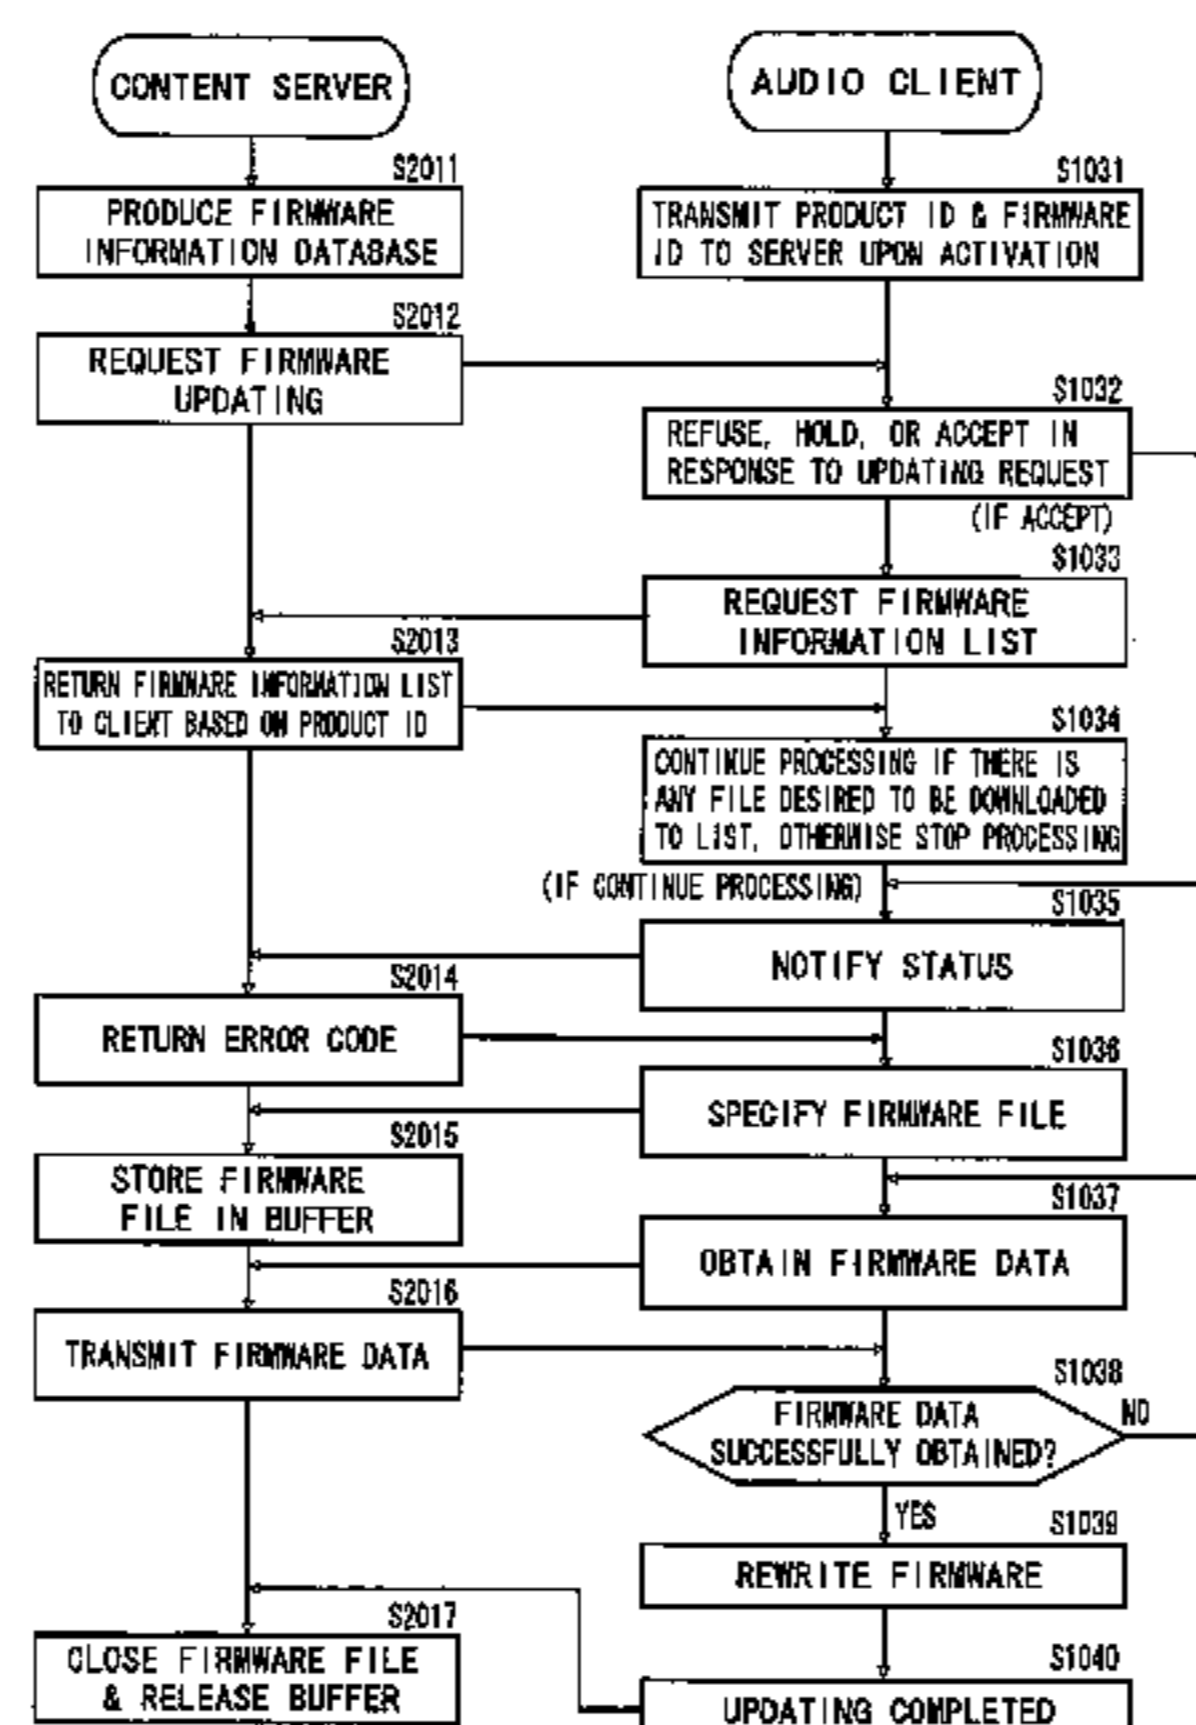 CONTENT SERVER
AUDIO CLIENT
S2011
PRODUCE FIRMWARE
INFORMATION DATABASE
S1031
TRANSMIT PRODUCT ID & FIRMWARE
ID TO SERVER UPON ACTIVATION
S2012
REQUEST FIRMWARE
UPDATING
S1032
REFUSE, HOLD, OR ACCEPT IN
RESPONSE TO UPDATING REQUEST
(IF ACCEPT)
S1033
REQUEST FIRMWARE
INFORMATION LIST
S2013
RETURN FIRMWARE INFORMATION LIST
TO CLIENT BASED ON PRODUCT ID
S1034
CONTINUE PROCESSING IF THERE IS
ANY FILE DESIRED TO BE DOWNLOADED
TO LIST, OTHERWISE STOP PROCESSING
(IF CONTINUE PROCESSING)
S1035
NOTIFY STATUS
S2014
RETURN ERROR CODE
S1036
SPECIFY FIRMWARE FILE
S2015
STORE FIRMWARE
FILE IN BUFFER
S1037
OBTAIN FIRMWARE DATA
S2016
TRANSMIT FIRMWARE DATA
S1038
FIRMWARE DATA
SUCCESSFULLY OBTAINED?
NO
YES
S1039
REWRITE FIRMWARE
S2017
CLOSE FIRMWARE FILE
& RELEASE BUFFER
S1040
UPDATING COMPLETED